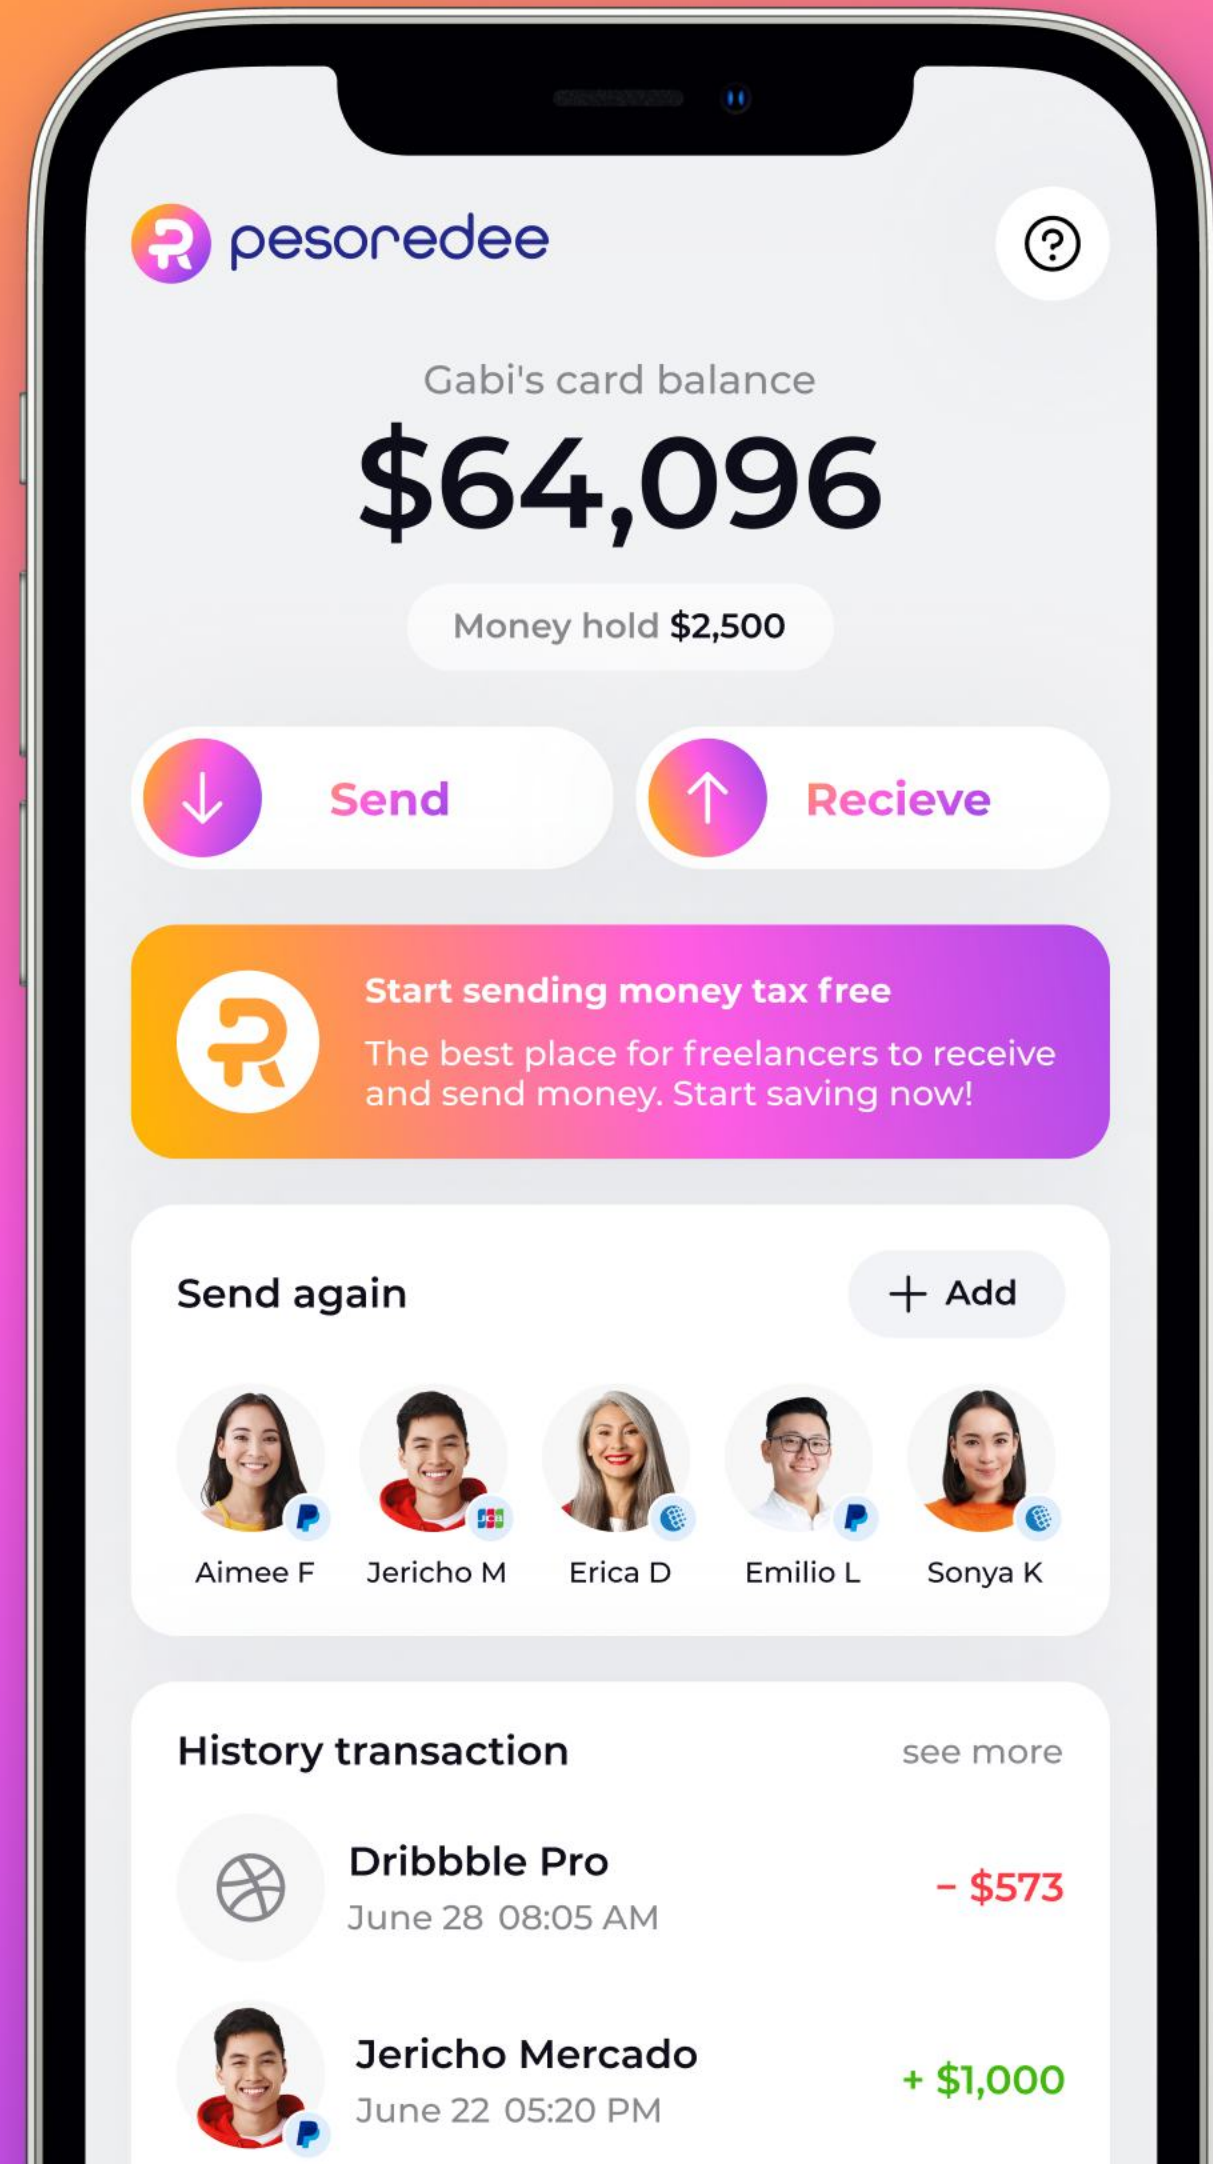 pesoredee
Gabi's card balance
$64,096
Money hold $2,500
Send
Recieve
Start sending money tax free
The best place for freelancers to receive
and send money. Start saving now!
Send again
+ Add
JCB
Aimee F
Jericho M
Erica D
Emilio L
Sonya K
History transaction
see more
Dribbble Pro
June 28 08:05 AM
- $573
Jericho Mercado
June 22 05:20 PM
+ $1,000